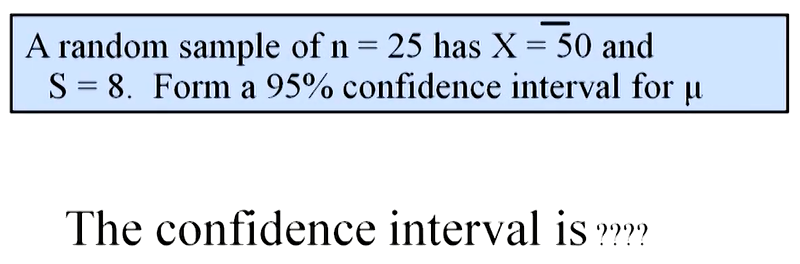 A random sample of n = 25 has X̅ = 50 and
S = 8. Form a 95% confidence interval for μ
The confidence interval is ????